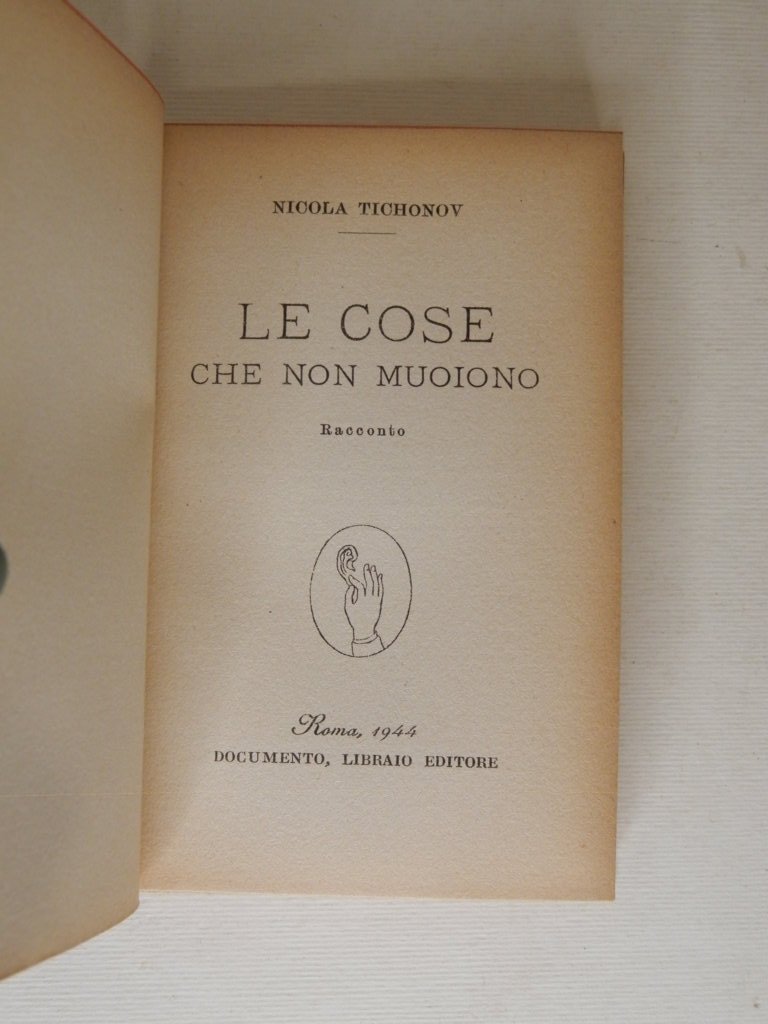 NICOLA TICHONOV
LE COSE
CHE NON MUOIONO
Racconto
Roma, 1944
DOCUMENTO, LIBRAIO EDITORE